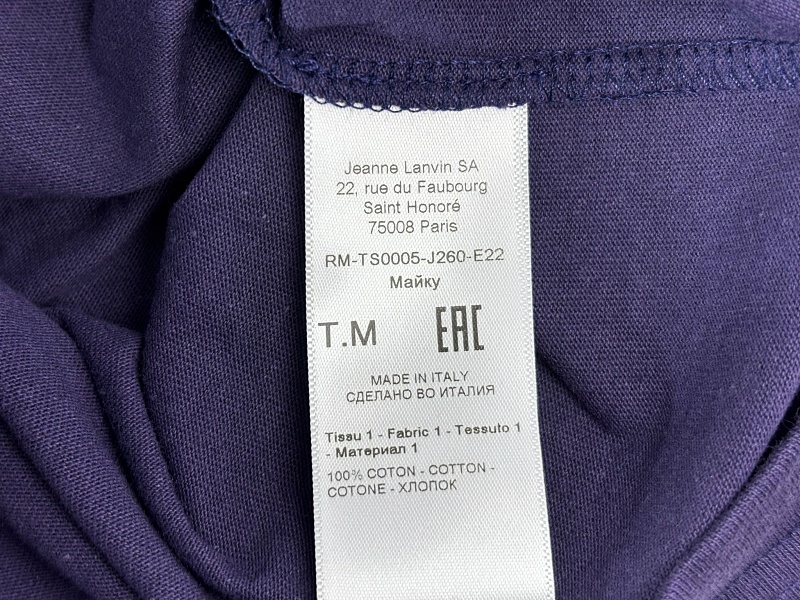 Jeanne Lanvin SA
22, rue du Faubourg
Saint Honoré
75008 Paris
RM-TS0005-J260-E22
Майку
T.M EAC
MADE IN ITALY
СДЕЛАНО ВО ИТАЛИЯ
Tissu 1 - Fabric 1 - Tessuto 1
- Материал 1
100% COTON - COTTON -
COTONE - ХЛОПОК